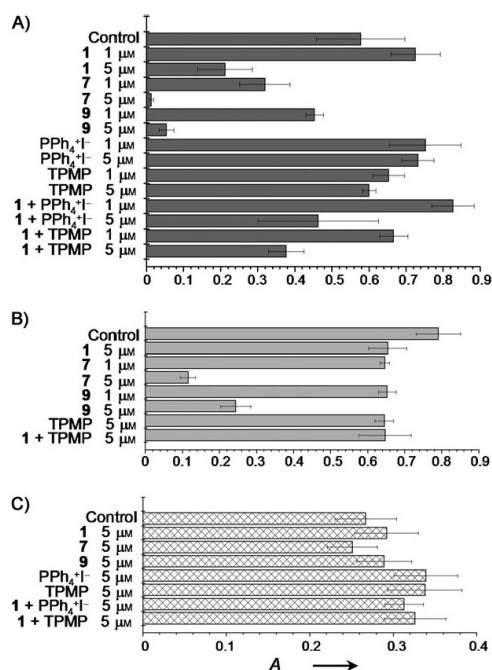 A)
Control
1 1 μM
1 5 μM
7 1 μM
7 5 μM
9 1 μM
9 5 μM
PPh₄⁺I⁻ 1 μM
PPh₄⁺I⁻ 5 μM
TPMP 1 μM
TPMP 5 μM
1 + PPh₄⁺I⁻ 1 μM
1 + PPh₄⁺I⁻ 5 μM
1 + TPMP 1 μM
1 + TPMP 5 μM
0 0.1 0.2 0.3 0.4 0.5 0.6 0.7 0.8 0.9
B)
Control
1 5 μM
7 1 μM
7 5 μM
9 1 μM
9 5 μM
TPMP 5 μM
1 + TPMP 5 μM
0 0.1 0.2 0.3 0.4 0.5 0.6 0.7 0.8 0.9
C)
Control
1 5 μM
7 5 μM
9 5 μM
PPh₄⁺I⁻ 5 μM
TPMP 5 μM
1 + PPh₄⁺I⁻ 5 μM
1 + TPMP 5 μM
0 0.1 0.2 0.3 0.4
A →